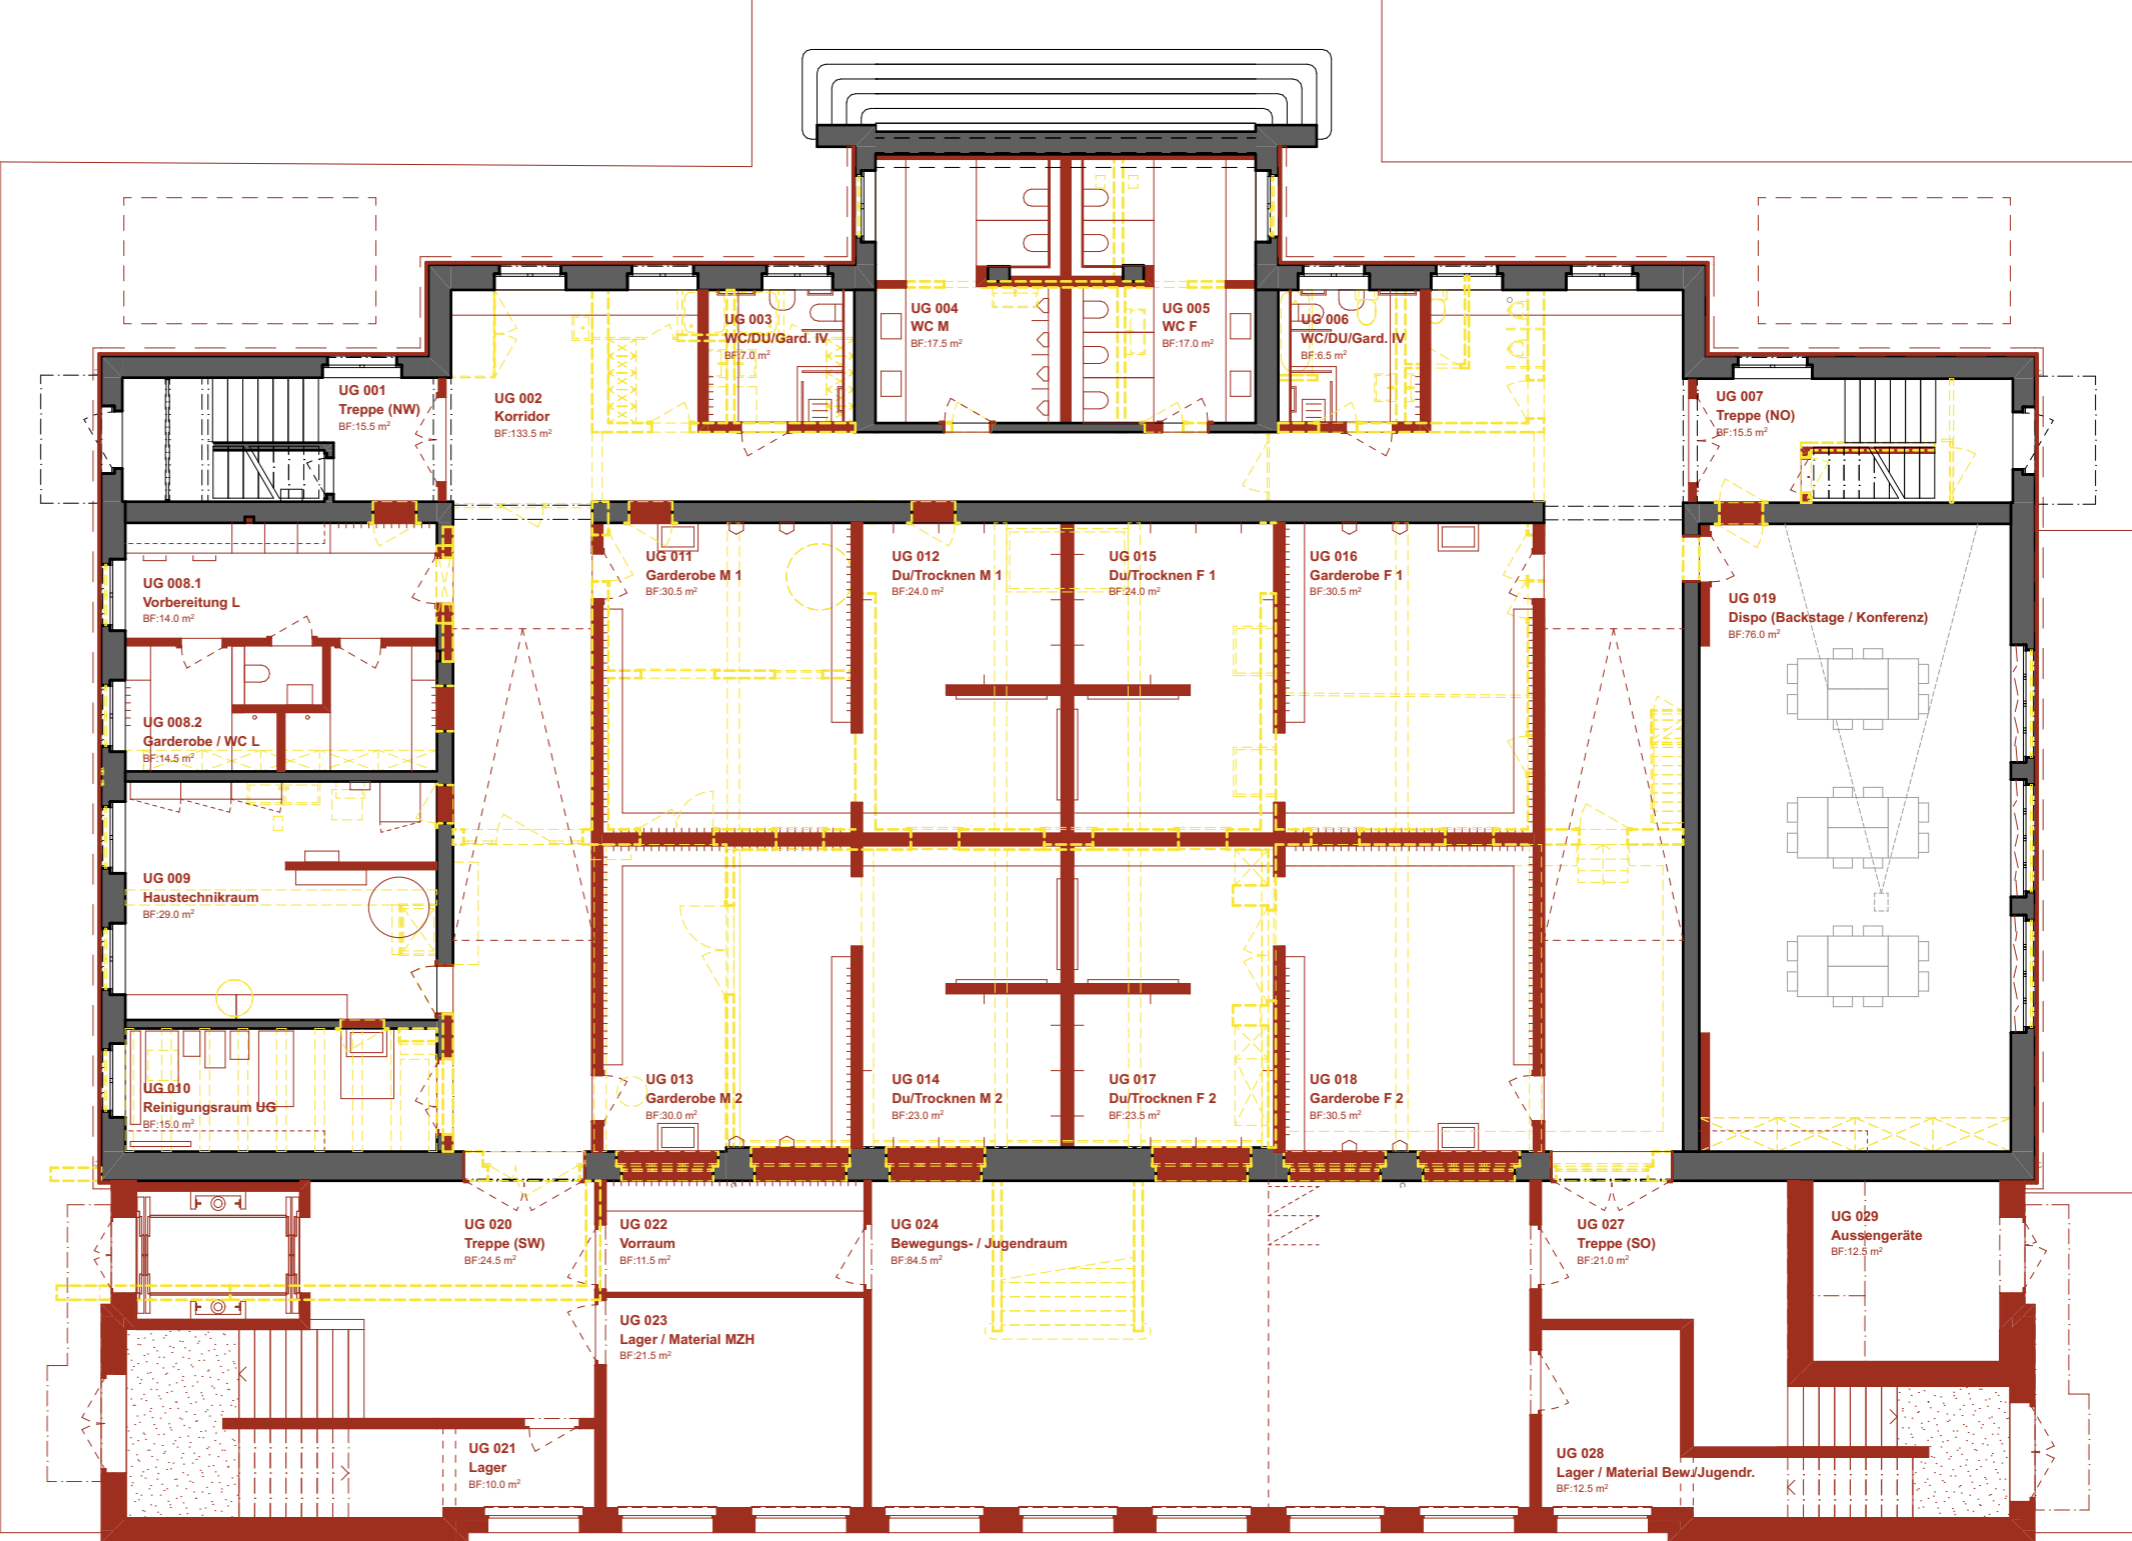 UG 001
Treppe (NW)
BF:15.5 m²
UG 002
Korridor
BF:133.5 m²
UG 003
WC/DU/Gard. IV
BF:7.0 m²
UG 004
WC M
BF:17.5 m²
UG 005
WC F
BF:17.0 m²
UG 006
WC/DU/Gard. IV
BF:6.5 m²
UG 007
Treppe (NO)
BF:15.5 m²
UG 008.1
Vorbereitung L
BF:14.0 m²
UG 008.2
Garderobe / WC L
BF:14.5 m²
UG 009
Haustechnikraum
BF:29.0 m²
UG 010
Reinigungsraum UG
BF:15.0 m²
UG 011
Garderobe M 1
BF:30.5 m²
UG 012
Du/Trocknen M 1
BF:24.0 m²
UG 015
Du/Trocknen F 1
BF:24.0 m²
UG 016
Garderobe F 1
BF:30.5 m²
UG 019
Dispo (Backstage / Konferenz)
BF:76.0 m²
UG 013
Garderobe M 2
BF:30.0 m²
UG 014
Du/Trocknen M 2
BF:23.0 m²
UG 017
Du/Trocknen F 2
BF:23.5 m²
UG 018
Garderobe F 2
BF:30.5 m²
UG 020
Treppe (SW)
BF:24.5 m²
UG 022
Vorraum
BF:11.5 m²
UG 024
Bewegungs- / Jugendraum
BF:84.5 m²
UG 027
Treppe (SO)
BF:21.0 m²
UG 029
Aussengeräte
BF:12.5 m²
UG 023
Lager / Material MZH
BF:21.5 m²
UG 021
Lager
BF:10.0 m²
UG 028
Lager / Material Bew./Jugendr.
BF:12.5 m²